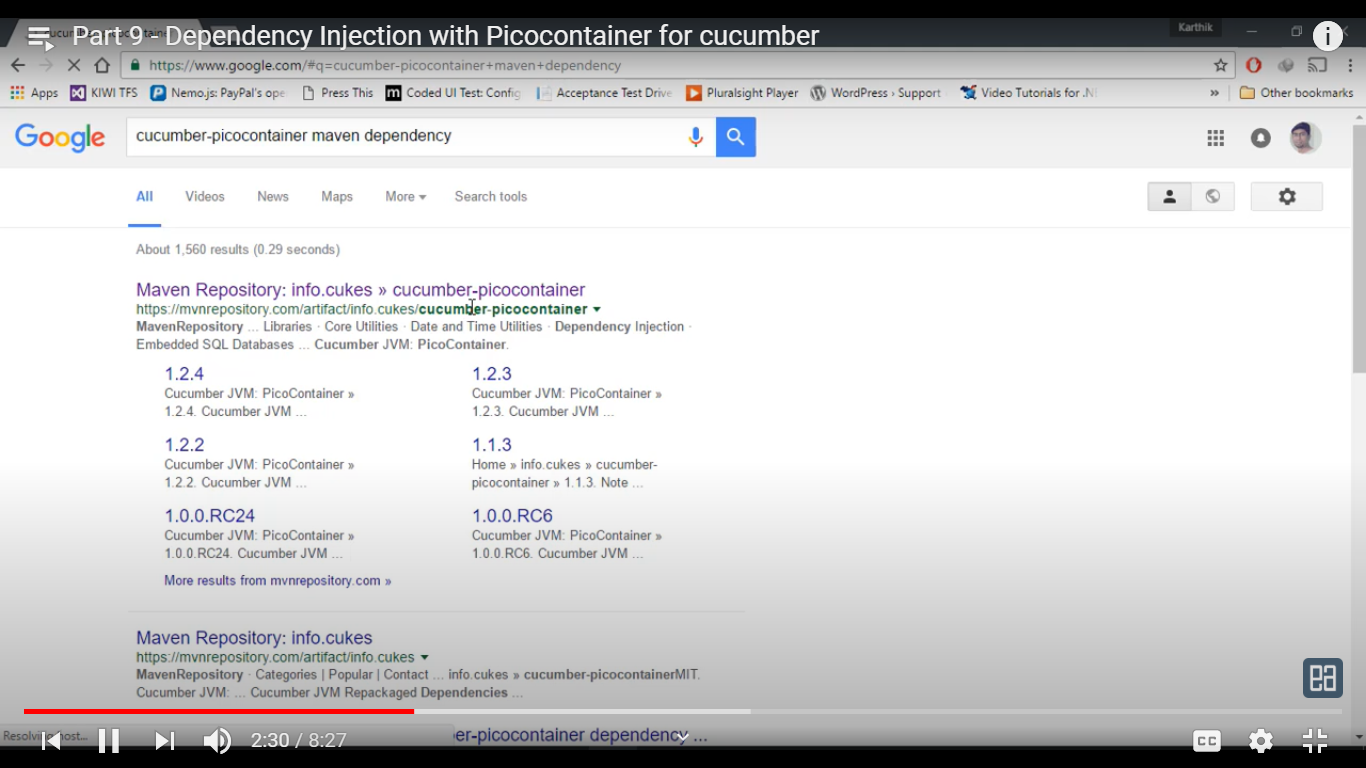 Part 9 - Dependency Injection with Picocontainer for cucumber
Karthik
https://www.google.com/#q=cucumber-picocontainer+maven+dependency
Apps KIWI TFS Nemo.js: PayPal's ope Press This Coded UI Test: Config Acceptance Test Drive Pluralsight Player WordPress › Support Video Tutorials for .N » Other bookmarks
Google cucumber-picocontainer maven dependency
All Videos News Maps More Search tools
About 1,560 results (0.29 seconds)
Maven Repository: info.cukes » cucumber-picocontainer
https://mvnrepository.com/artifact/info.cukes/cucumber-picocontainer
MavenRepository ... Libraries · Core Utilities · Date and Time Utilities · Dependency Injection ·
Embedded SQL Databases ... Cucumber JVM: PicoContainer.
1.2.4 1.2.3
Cucumber JVM: PicoContainer » Cucumber JVM: PicoContainer »
1.2.4. Cucumber JVM ... 1.2.3. Cucumber JVM ...
1.2.2 1.1.3
Cucumber JVM: PicoContainer » Home » info.cukes » cucumber-
1.2.2. Cucumber JVM ... picocontainer » 1.1.3. Note ...
1.0.0.RC24 1.0.0.RC6
Cucumber JVM: PicoContainer » Cucumber JVM: PicoContainer »
1.0.0.RC24. Cucumber JVM ... 1.0.0.RC6. Cucumber JVM ...
More results from mvnrepository.com »
Maven Repository: info.cukes
https://mvnrepository.com/artifact/info.cukes
MavenRepository · Categories | Popular | Contact ... info.cukes » cucumber-picocontainerMIT.
Cucumber JVM: ... Cucumber JVM Repackaged Dependencies ...
er-picocontainer dependency ...
Resolving host...
2:30 / 8:27
CC